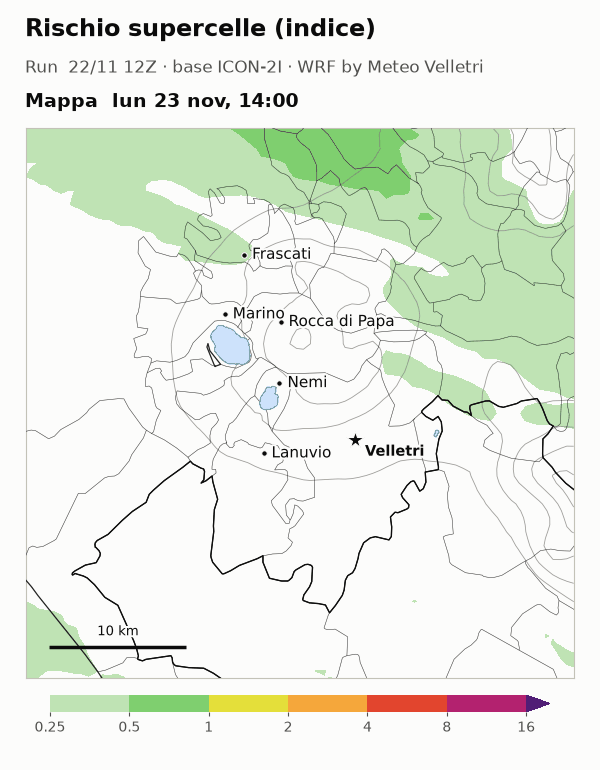 Rischio supercelle (indice)
Run  22/11 12Z · base ICON-2I · WRF by Meteo Velletri
Mappa  lun 23 nov, 14:00
Frascati
Marino
Rocca di Papa
Nemi
Velletri
Lanuvio
10 km
0.25 0.5 1 2 4 8 16